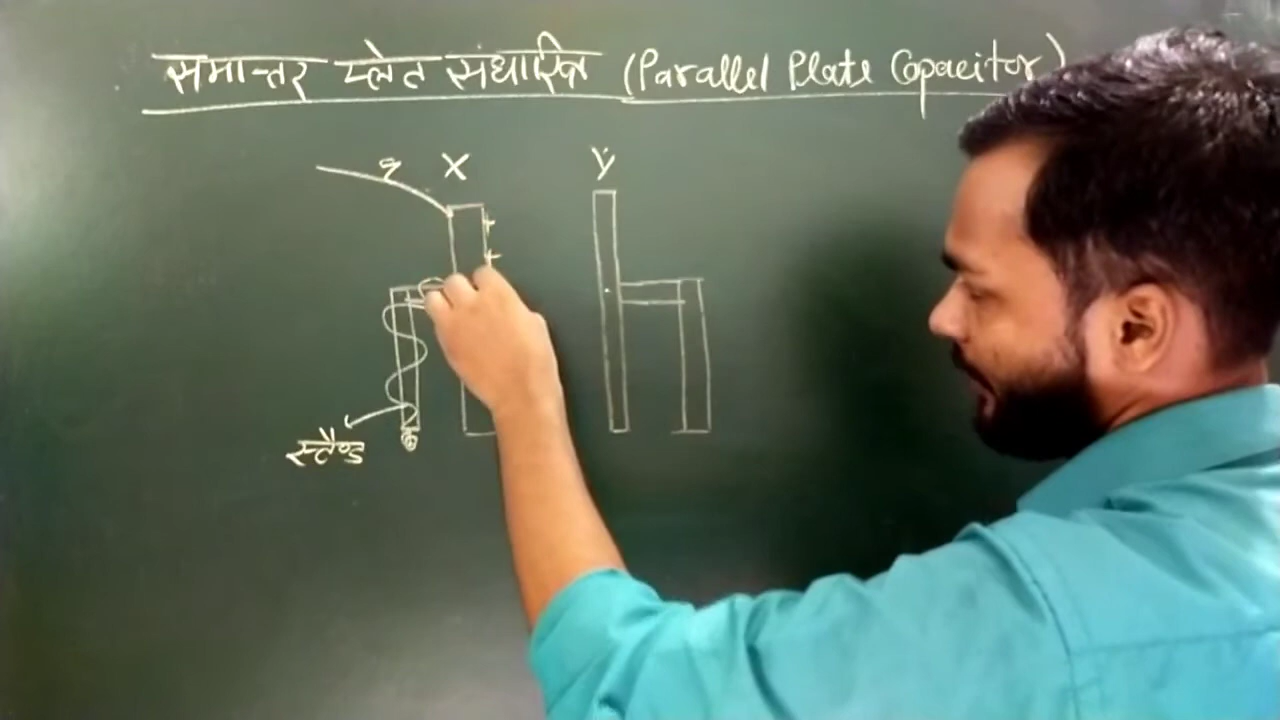 समान्तर प्लेट संधारित्र (Parallel Plate Capacitor)
q X Y
+
+
स्टैण्ड